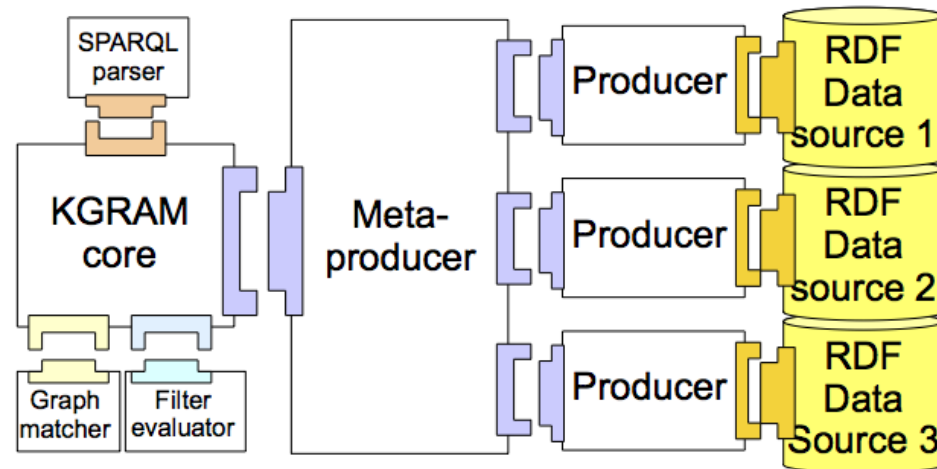 SPARQL
parser
KGRAM
core
Graph
matcher
Filter
evaluator
Meta-
producer
Producer
RDF
Data
source 1
Producer
RDF
Data
source 2
Producer
RDF
Data
Source 3